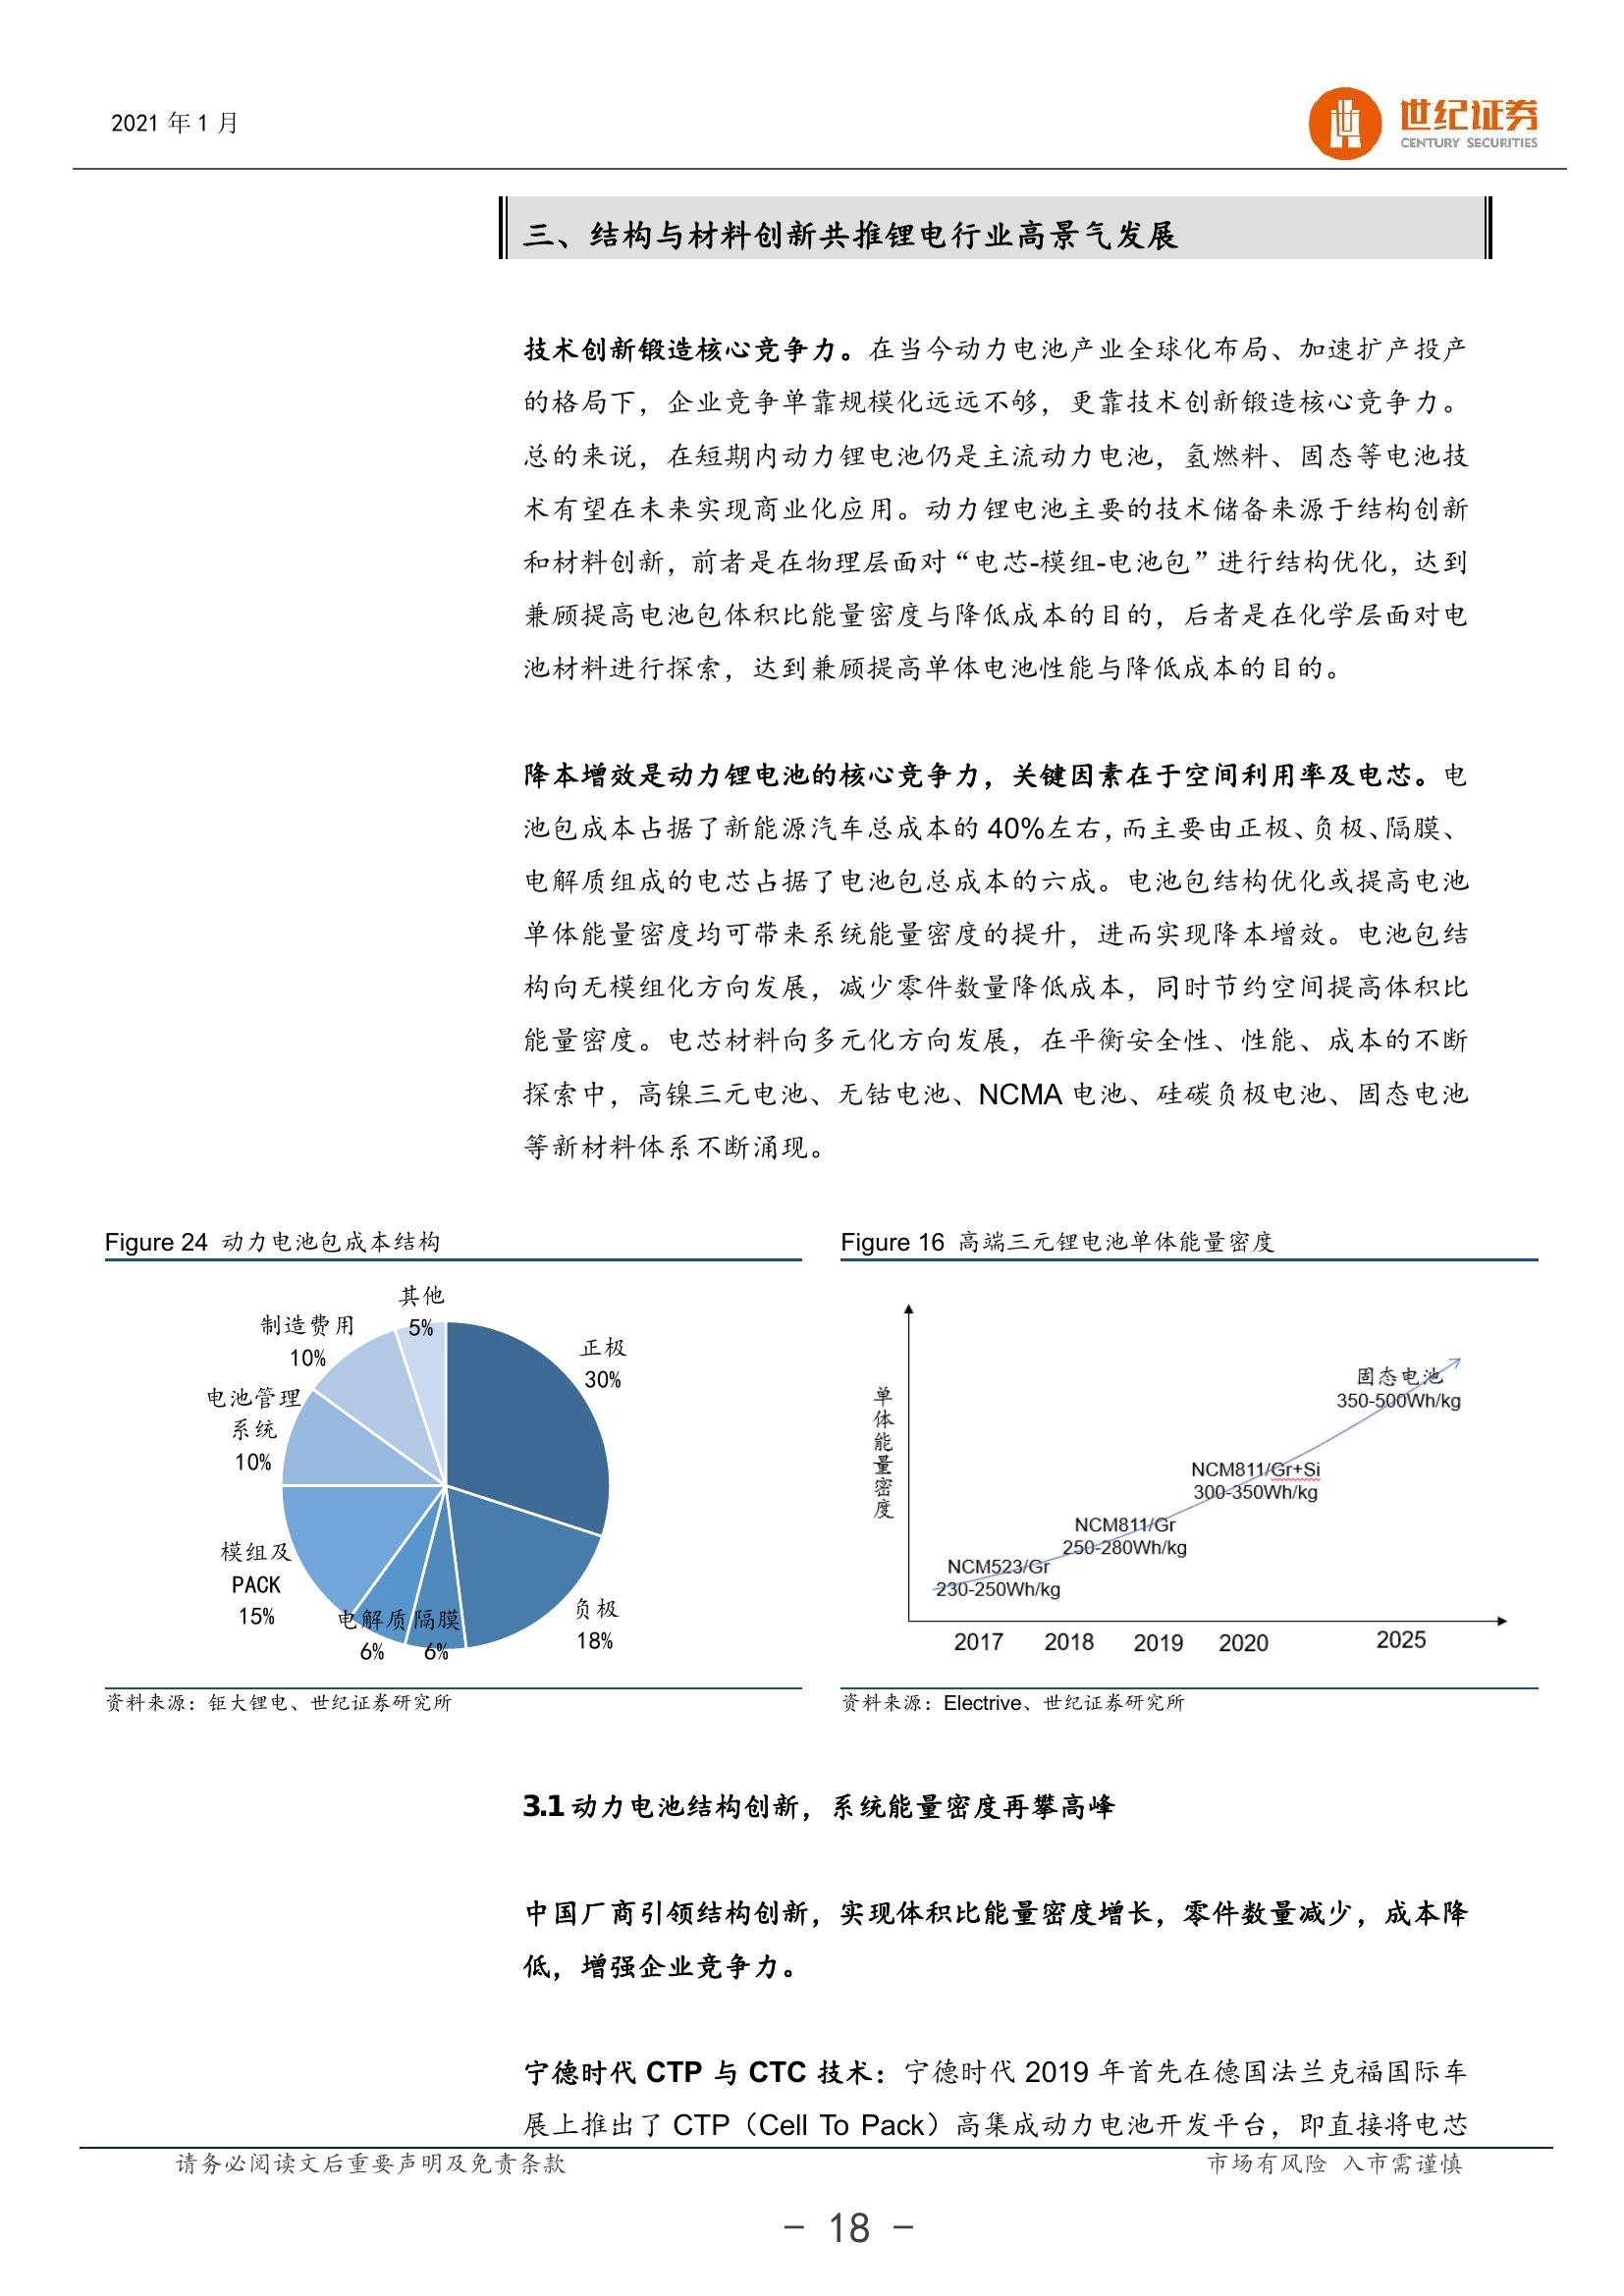 2021 年 1 月
世纪证券
CENTURY SECURITIES
三、结构与材料创新共推锂电行业高景气发展
技术创新锻造核心竞争力。在当今动力电池产业全球化布局、加速扩产投产
的格局下，企业竞争单靠规模化远远不够，更靠技术创新锻造核心竞争力。
总的来说，在短期内动力锂电池仍是主流动力电池，氢燃料、固态等电池技
术有望在未来实现商业化应用。动力锂电池主要的技术储备来源于结构创新
和材料创新，前者是在物理层面对“电芯-模组-电池包”进行结构优化，达到
兼顾提高电池包体积比能量密度与降低成本的目的，后者是在化学层面对电
池材料进行探索，达到兼顾提高单体电池性能与降低成本的目的。
降本增效是动力锂电池的核心竞争力，关键因素在于空间利用率及电芯。电
池包成本占据了新能源汽车总成本的 40%左右，而主要由正极、负极、隔膜、
电解质组成的电芯占据了电池包总成本的六成。电池包结构优化或提高电池
单体能量密度均可带来系统能量密度的提升，进而实现降本增效。电池包结
构向无模组化方向发展，减少零件数量降低成本，同时节约空间提高体积比
能量密度。电芯材料向多元化方向发展，在平衡安全性、性能、成本的不断
探索中，高镍三元电池、无钴电池、NCMA 电池、硅碳负极电池、固态电池
等新材料体系不断涌现。
Figure 24 动力电池包成本结构
其他
5%
制造费用
10%
电池管理
系统
10%
模组及
PACK
15%
电解质
6%
隔膜
6%
负极
18%
正极
30%
资料来源：钜大锂电、世纪证券研究所
Figure 16 高端三元锂电池单体能量密度
单体能量密度
固态电池
350-500Wh/kg
NCM811/Gr+Si
300-350Wh/kg
NCM811/Gr
250-280Wh/kg
NCM523/Gr
230-250Wh/kg
2017 2018 2019 2020 2025
资料来源：Electrive、世纪证券研究所
3.1 动力电池结构创新，系统能量密度再攀高峰
中国厂商引领结构创新，实现体积比能量密度增长，零件数量减少，成本降
低，增强企业竞争力。
宁德时代 CTP 与 CTC 技术：宁德时代 2019 年首先在德国法兰克福国际车
展上推出了 CTP（Cell To Pack）高集成动力电池开发平台，即直接将电芯
请务必阅读文后重要声明及免责条款
市场有风险 入市需谨慎
- 18 -